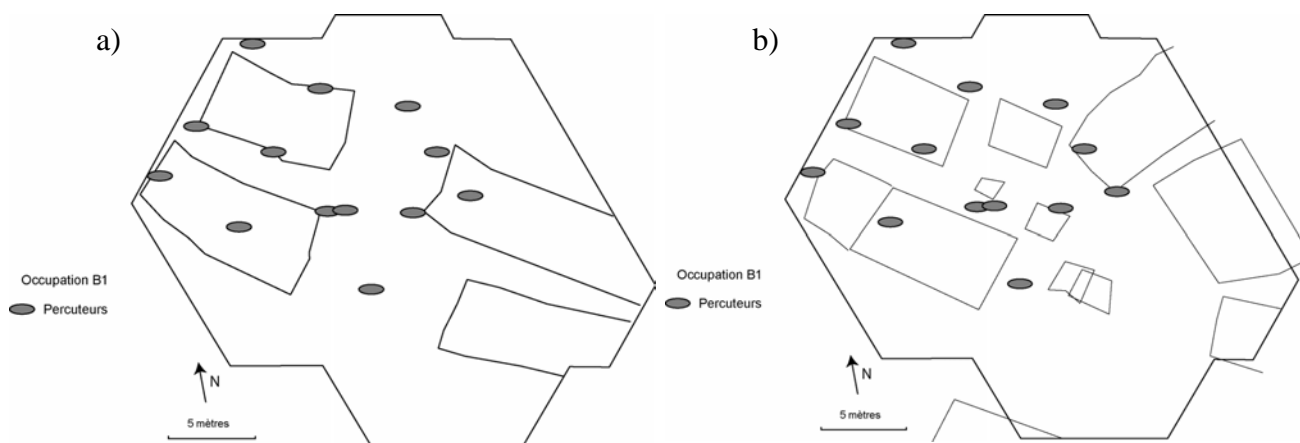 a)
Occupation B1
Percuteurs
N
5 mètres
b)
Occupation B1
Percuteurs
N
5 mètres